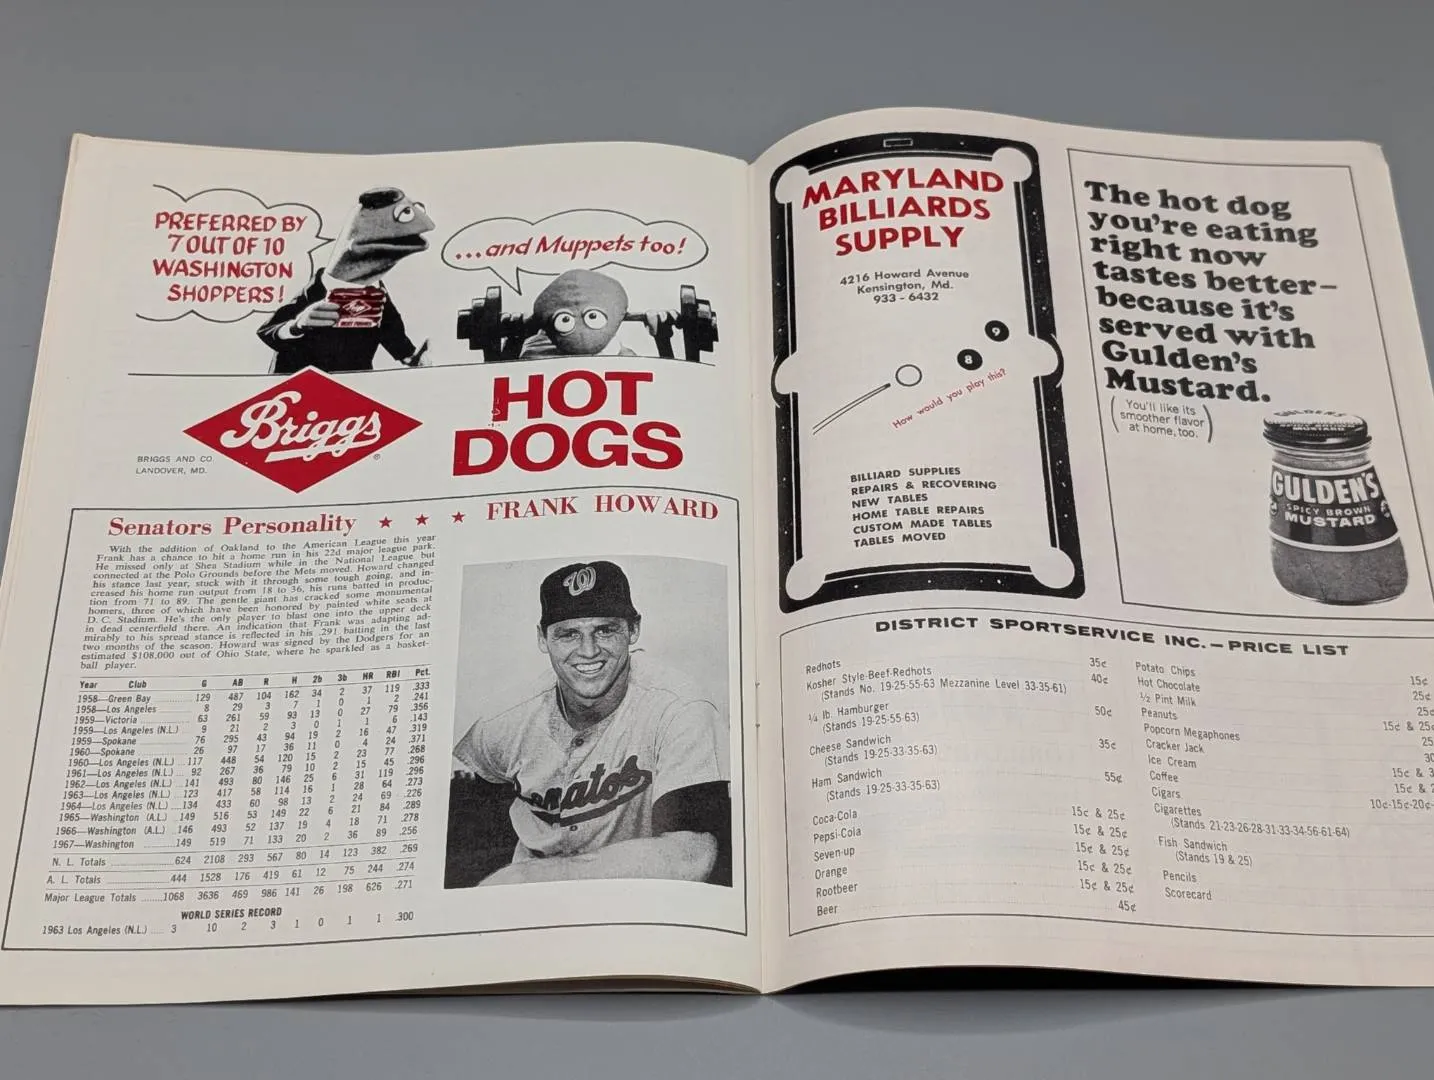 PREFERRED BY
7 OUT OF 10
WASHINGTON
SHOPPERS!
...and Muppets too!
Briggs
BRIGGS AND CO.
LANDOVER, MD.
HOT
DOGS
Senators Personality ★ ★ ★ FRANK HOWARD
With the addition of Oakland to the American League this year
Frank has a chance to hit a home run in his 22d major league park.
He missed only at Shea Stadium while in the National League but
connected at the Polo Grounds before the Mets moved. Howard changed
his stance last year, stuck with it through some tough going, and in-
creased his home run output from 18 to 36, his runs batted in produc-
tion from 71 to 89. The gentle giant has cracked some monumental
homers, three of which have been honored by painted white seats at
D. C. Stadium. He's the only player to blast one into the upper deck
in dead centerfield there. An indication that Frank was adapting ad-
mirably to his spread stance is reflected in his .291 batting in the last
two months of the season. Howard was signed by the Dodgers for an
estimated $108,000 out of Ohio State, where he sparkled as a basket-
ball player.
Year Club G AB R H 2b 3b HR RBI Pct.
1958—Green Bay 129 487 104 162 34 2 37 119 .333
1958—Los Angeles 8 29 3 7 1 0 1 2 .241
1959—Victoria 63 261 59 93 13 0 27 79 .356
1959—Los Angeles (N.L.) 9 21 2 3 0 1 1 6 .143
1959—Spokane 76 295 43 94 19 2 16 47 .319
1960—Spokane 26 97 17 36 11 0 4 24 .371
1960—Los Angeles (N.L.) 117 448 54 120 15 2 23 77 .268
1961—Los Angeles (N.L.) 92 267 36 79 10 2 15 45 .296
1962—Los Angeles (N.L.) 141 493 80 146 25 6 31 119 .296
1963—Los Angeles (N.L.) 123 417 58 114 16 1 28 64 .273
1964—Los Angeles (N.L.) 134 433 60 98 13 2 24 69 .226
1965—Washington (A.L.) 149 516 53 149 22 6 21 84 .289
1966—Washington (A.L.) 146 493 52 137 19 4 18 71 .278
1967—Washington 149 519 71 133 20 2 36 89 .256
N. L. Totals 624 2108 293 567 80 14 123 382 .269
A. L. Totals 444 1528 176 419 61 12 75 244 .274
Major League Totals 1068 3636 469 986 141 26 198 626 .271
WORLD SERIES RECORD
1963 Los Angeles (N.L.) 3 10 2 3 1 0 1 1 .300
W
Senators
MARYLAND
BILLIARDS
SUPPLY
4216 Howard Avenue
Kensington, Md.
933 - 6432
9
8
How would you play this?
BILLIARD SUPPLIES
REPAIRS & RECOVERING
NEW TABLES
HOME TABLE REPAIRS
CUSTOM MADE TABLES
TABLES MOVED
The hot dog
you're eating
right now
tastes better—
because it's
served with
Gulden's
Mustard.
(You'll like its
smoother flavor
at home, too.)
GULDEN'S
SPICY BROWN
MUSTARD
GULDEN'S
SPICY BROWN
MUSTARD
DISTRICT SPORTSERVICE INC.—PRICE LIST
Redhots 35¢
Kosher Style-Beef-Redhots 40¢
(Stands No. 19-25-55-63 Mezzanine Level 33-35-61)
¼ lb. Hamburger 50¢
(Stands 19-25-55-63)
Cheese Sandwich 35¢
(Stands 19-25-33-35-63)
Ham Sandwich 55¢
(Stands 19-25-33-35-63)
Coca-Cola 15¢ & 25¢
Pepsi-Cola 15¢ & 25¢
Seven-up 15¢ & 25¢
Orange 15¢ & 25¢
Rootbeer 15¢ & 25¢
Beer 45¢
Potato Chips 15¢
Hot Chocolate 25¢
½ Pint Milk 25¢
Peanuts 15¢ & 25¢
Popcorn Megaphones 25
Cracker Jack
Ice Cream
Coffee 15¢ &
Cigars 10¢-15¢-20¢-
Cigarettes
(Stands 21-23-26-28-31-33-34-56-61-64)
Fish Sandwich
(Stands 19 & 25)
Pencils
Scorecard